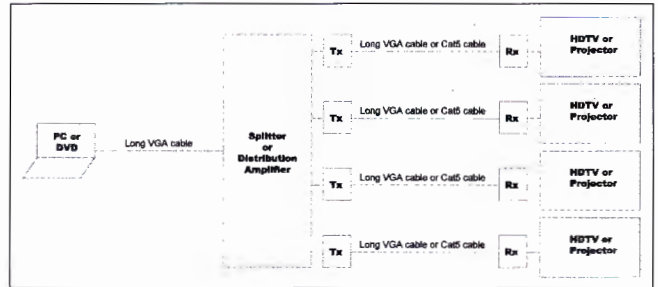 PC or
DVD
Long VGA cable
Splitter
or
Distribution
Amplifier
Tx
Long VGA cable or Cat5 cable
Rx
HDTV or
Projector
Tx
Long VGA cable or Cat5 cable
Rx
HDTV or
Projector
Tx
Long VGA cable or Cat5 cable
Rx
HDTV or
Projector
Tx
Long VGA cable or Cat5 cable
Rx
HDTV or
Projector